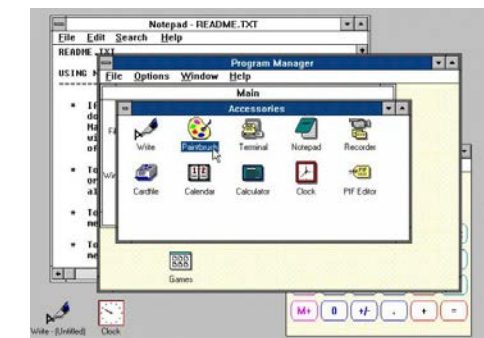 Notepad - README.TXT
File Edit Search Help
README.TXT
USING
Program Manager
File Options Window Help
Main
Accessories
Write Paintbrush Terminal Notepad Recorder
Cardfile Calendar Calculator Clock PIF Editor
Games
Write - (Untitled) Clock
M+ 0 +/- . + =